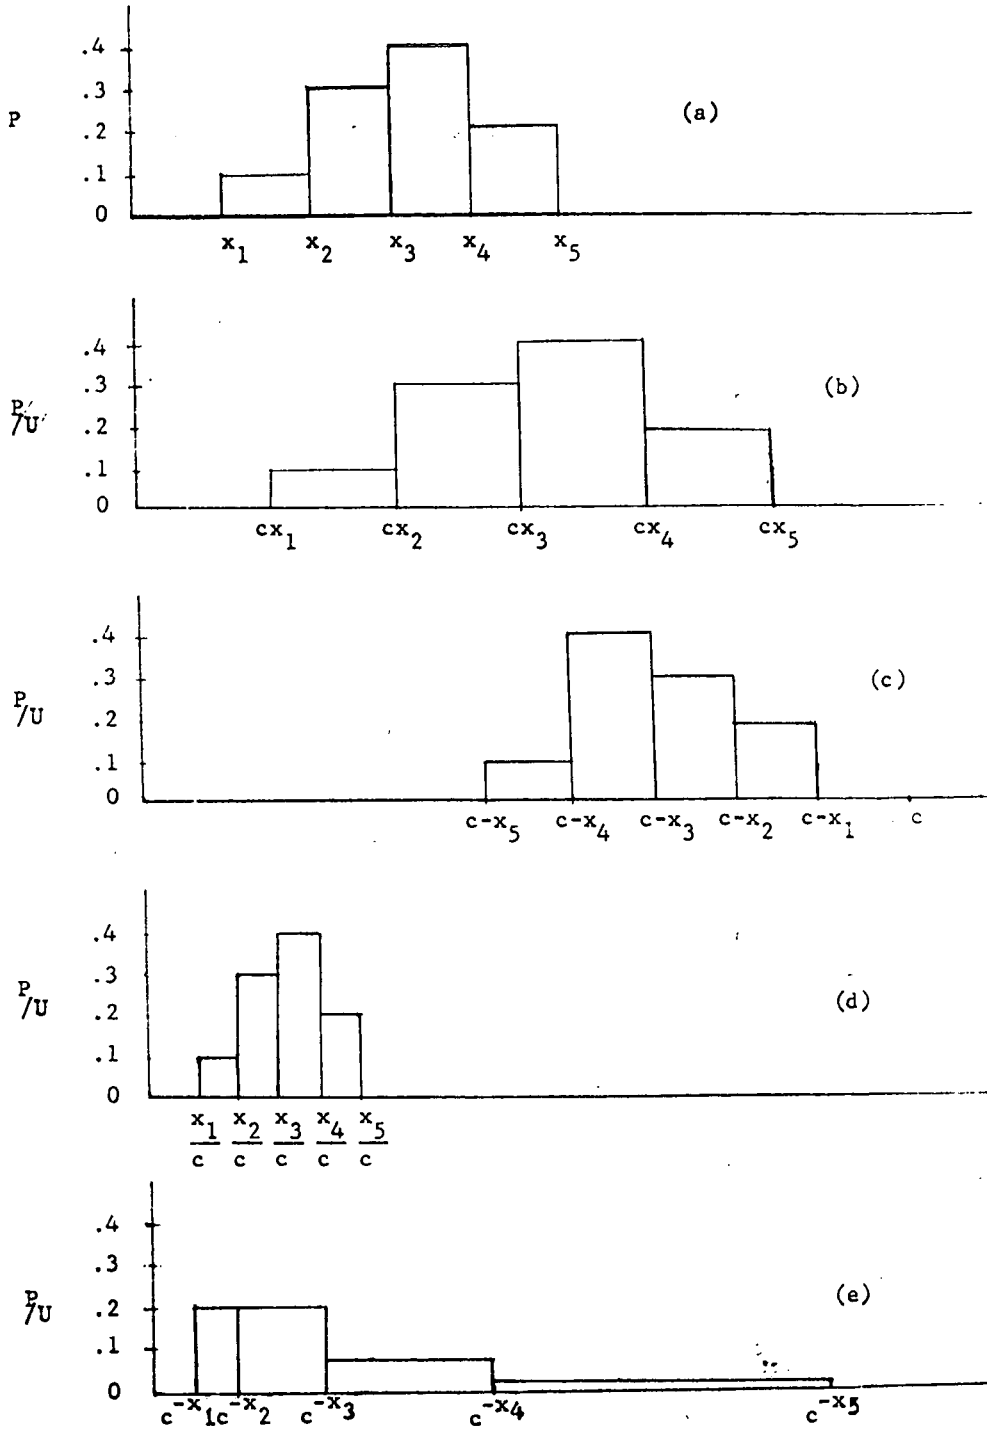 .4
.3
P
(a)
.2
.1
0
x1 x2 x3 x4 x5
.4
.3
(b)
P/U
.2
.1
0
cx1 cx2 cx3 cx4 cx5
.4
.3
(c)
P/U
.2
.1
0
c-x5 c-x4 c-x3 c-x2 c-x1 c
.4
.3
P/U
(d)
.2
.1
0
x1/c x2/c x3/c x4/c x5/c
.4
.3
P/U
(e)
.2
.1
0
c^-x1 c^-x2 c^-x3 c^-x4 c^-x5